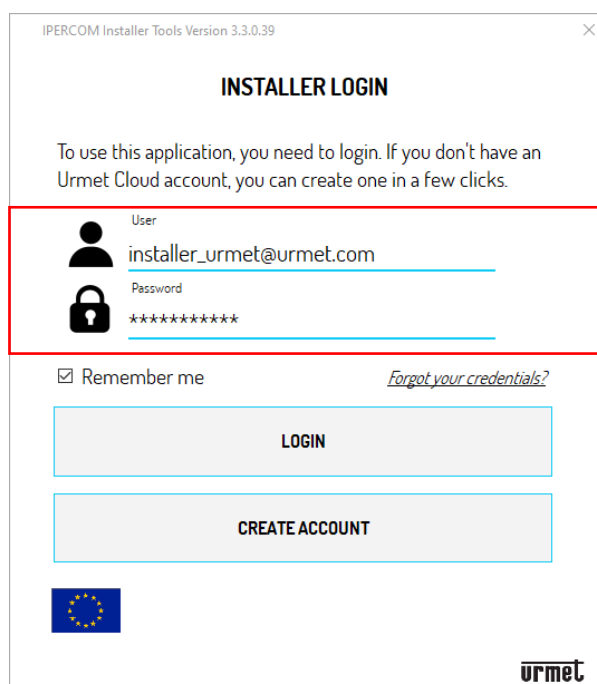 IPERCOM Installer Tools Version 3.3.0.39
INSTALLER LOGIN
To use this application, you need to login. If you don't have an
Urmet Cloud account, you can create one in a few clicks.
User
installer_urmet@urmet.com
Password
***********
Remember me
Forgot your credentials?
LOGIN
CREATE ACCOUNT
urmet